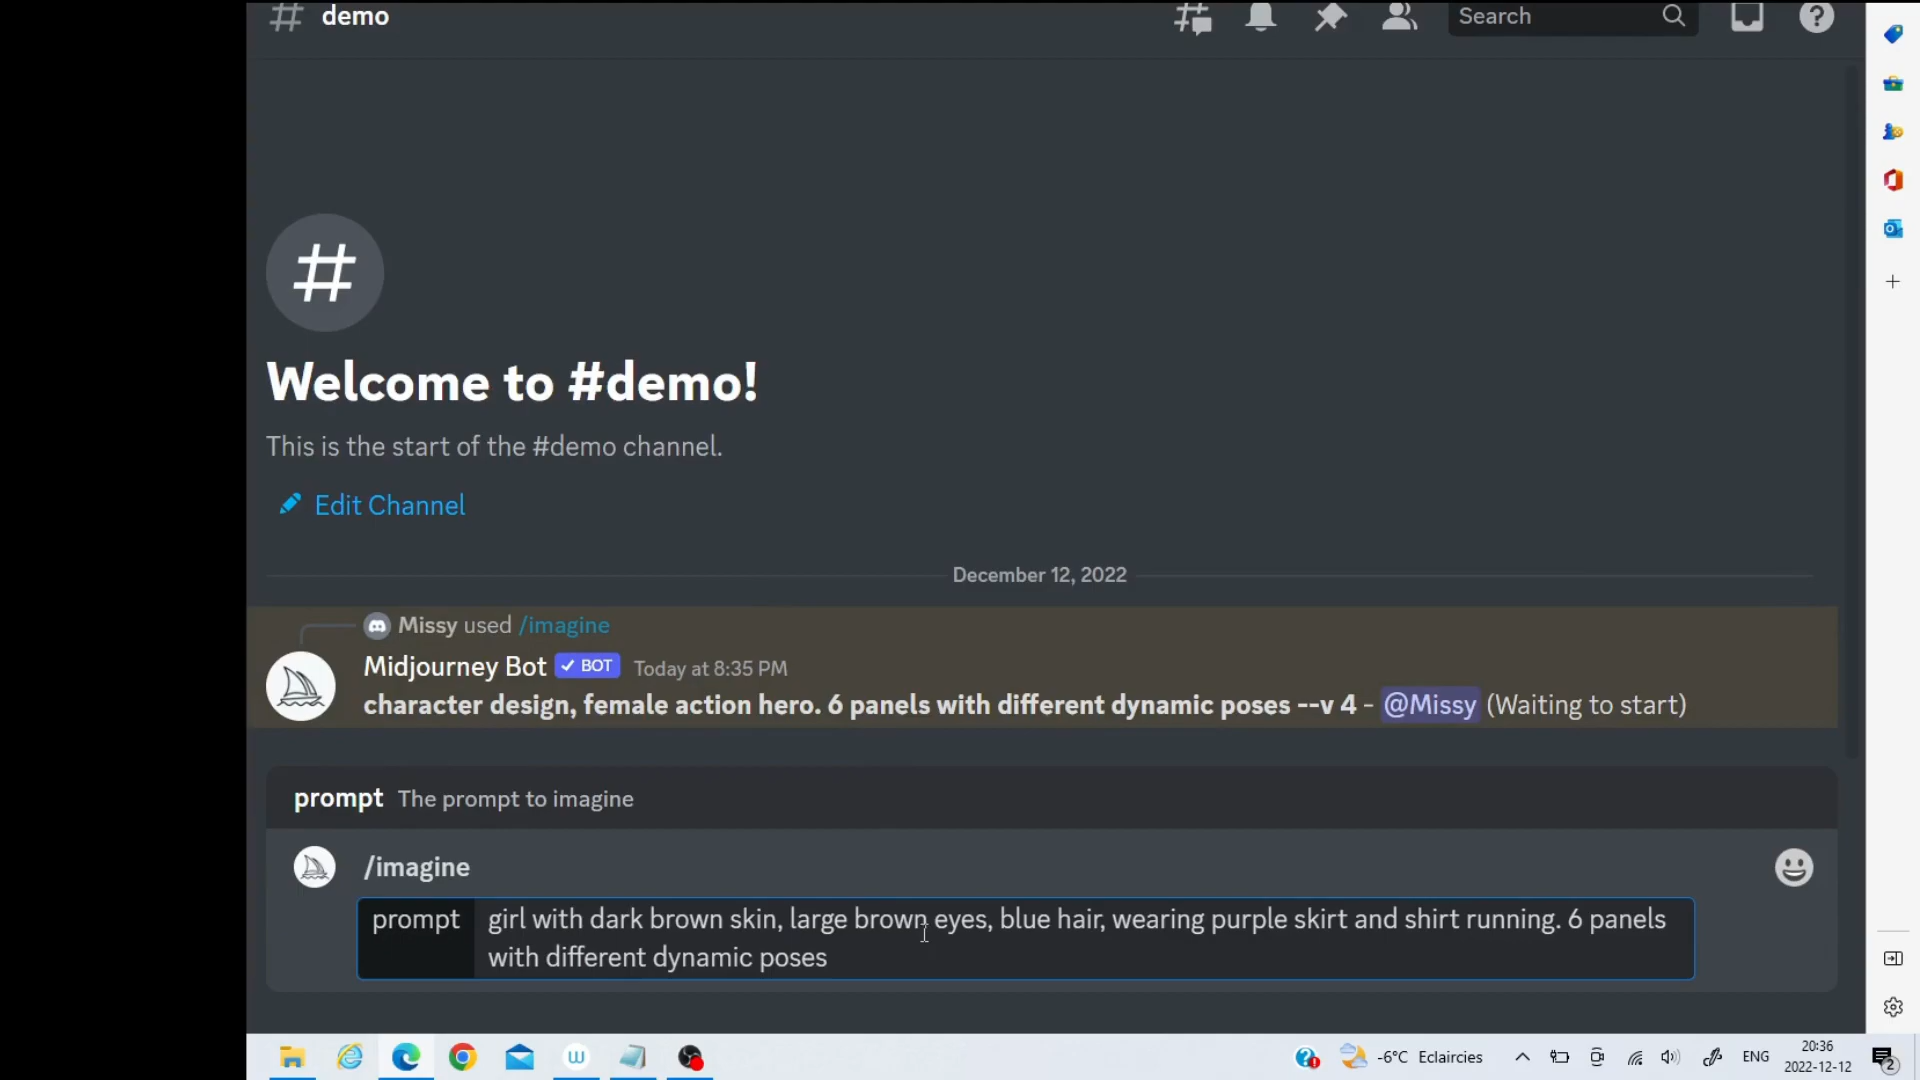 demo
Search
Welcome to #demo!
This is the start of the #demo channel.
Edit Channel
December 12, 2022
Missy used /imagine
Midjourney Bot ✓ BOT Today at 8:35 PM
character design, female action hero. 6 panels with different dynamic poses --v 4 - @Missy (Waiting to start)
prompt The prompt to imagine
/imagine
prompt girl with dark brown skin, large brown eyes, blue hair, wearing purple skirt and shirt running. 6 panels
with different dynamic poses
-6°C Eclaircies ENG 20:36
2022-12-12
2